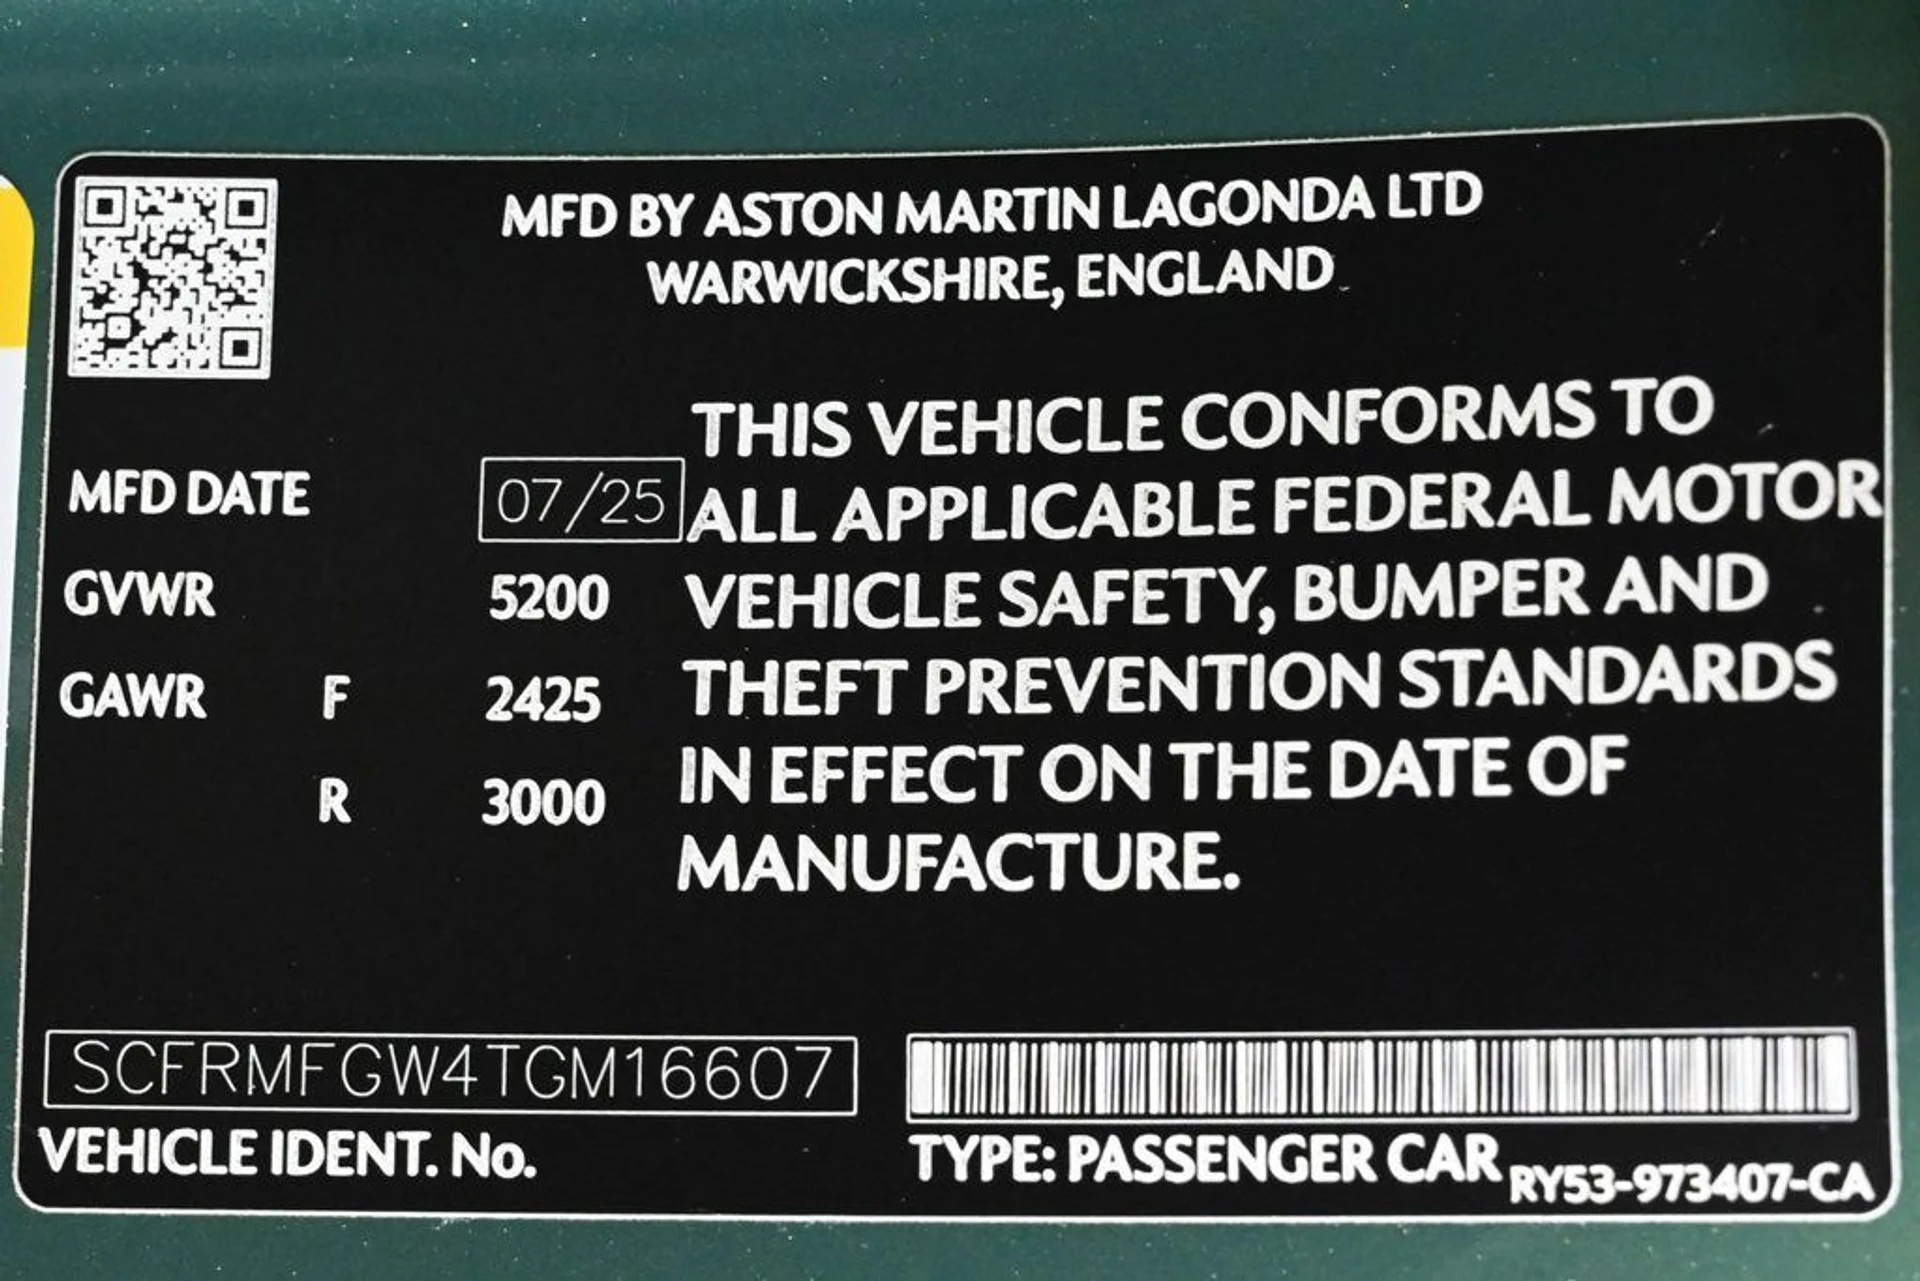 MFD BY ASTON MARTIN LAGONDA LTD
WARWICKSHIRE, ENGLAND
THIS VEHICLE CONFORMS TO
ALL APPLICABLE FEDERAL MOTOR
VEHICLE SAFETY, BUMPER AND
THEFT PREVENTION STANDARDS
IN EFFECT ON THE DATE OF
MANUFACTURE.
MFD DATE 07/25
GVWR 5200
GAWR F 2425
R 3000
SCFRMFGW4TGM16607
VEHICLE IDENT. No.
TYPE: PASSENGER CAR
RY53-973407-CA